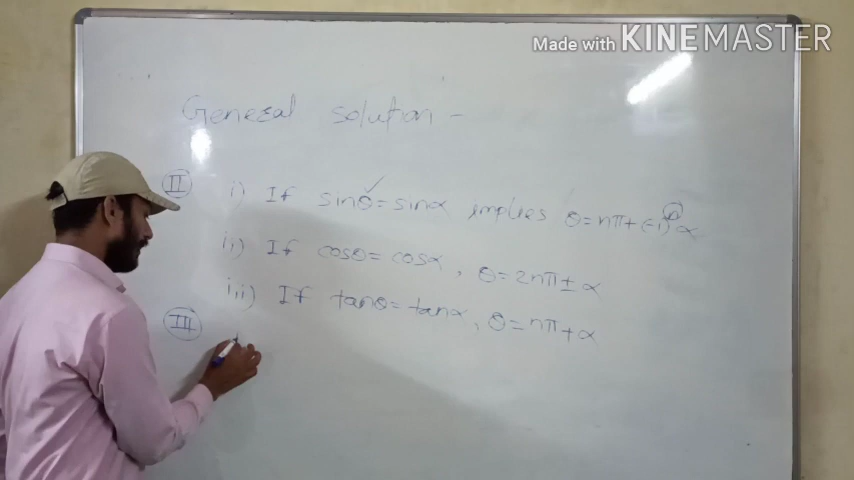 Made with KINEMASTER
General solution -
II i) If sinθ = sinα implies θ = nπ + (-1)ⁿ α
ii) If cosθ = cosα, θ = 2nπ ± α
iii) If tanθ = tanα, θ = nπ + α
III